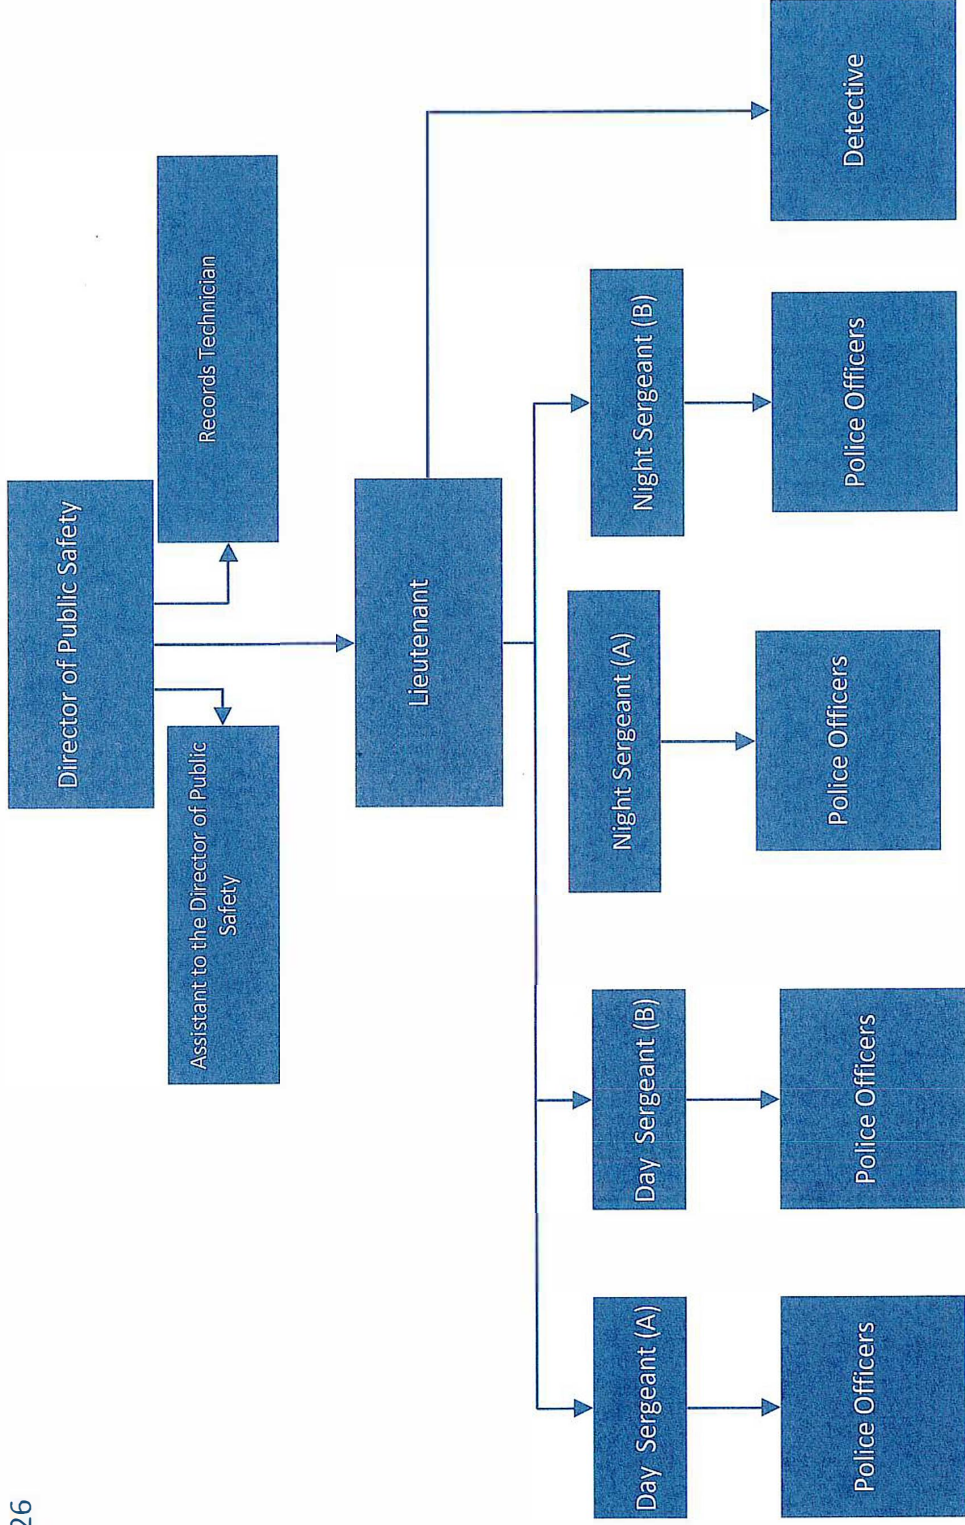 Director of Public Safety
Assistant to the Director of Public
Safety
Records Technician
Lieutenant
Day Sergeant (A)
Day Sergeant (B)
Night Sergeant (A)
Night Sergeant (B)
Police Officers
Police Officers
Police Officers
Police Officers
Detective
26